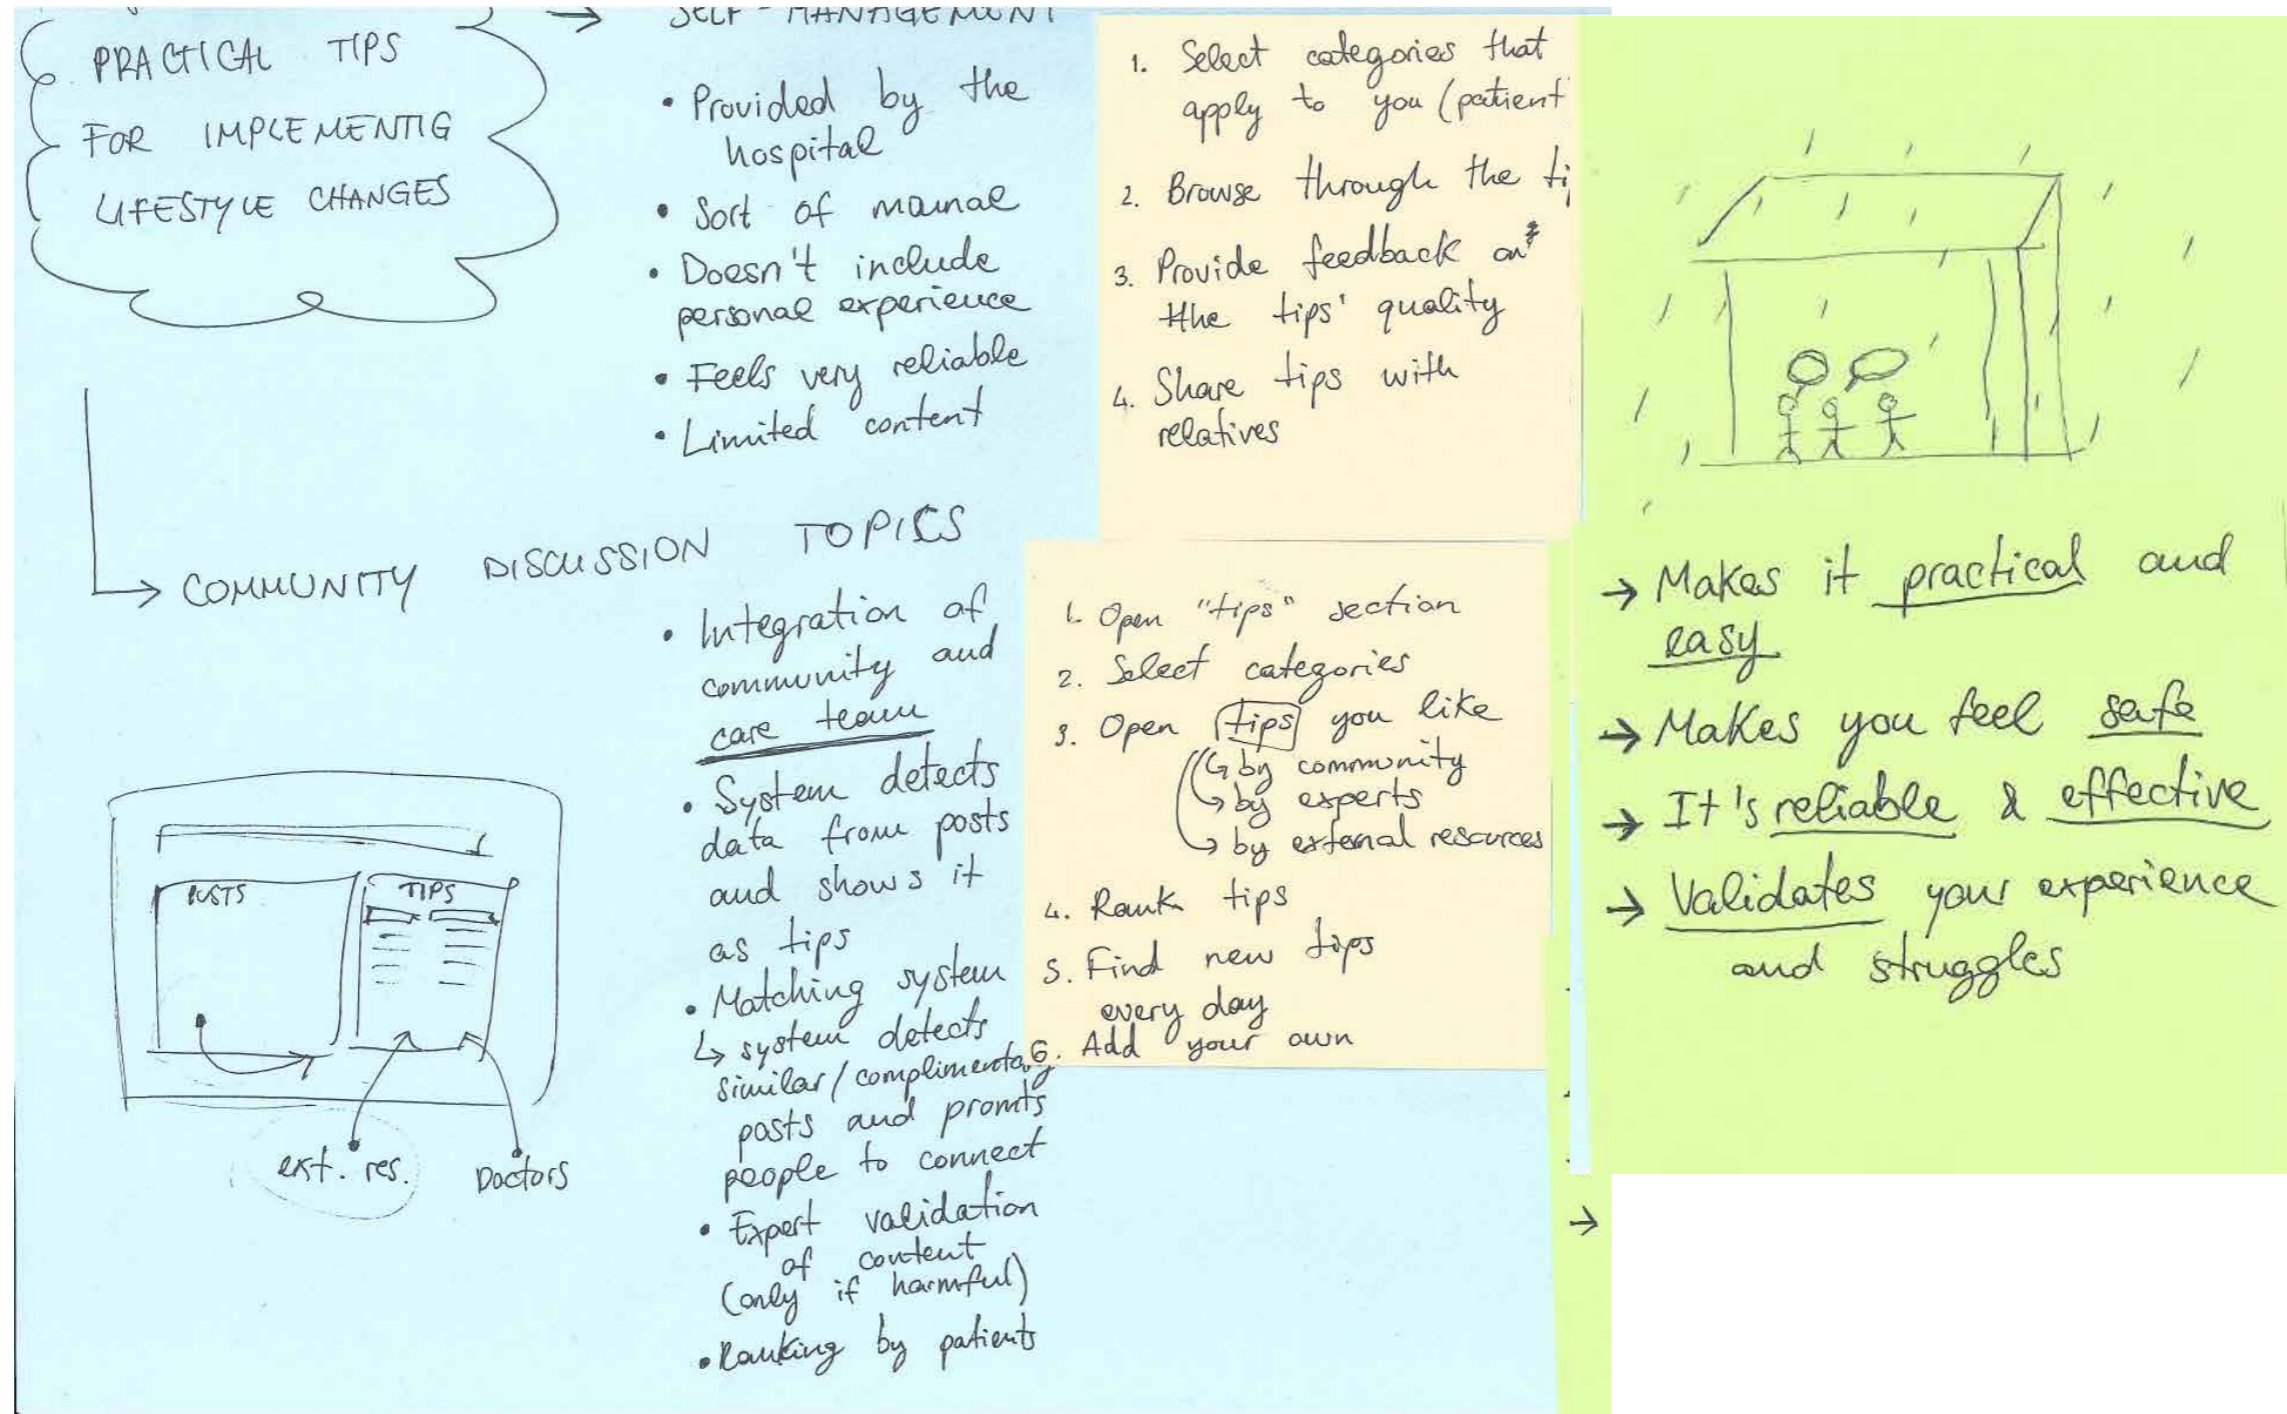 PRACTICAL TIPS
FOR IMPLEMENTIG
LIFESTYLE CHANGES
→ SELF-MANAGEMENT
• Provided by the
hospital
• Sort of manual
• Doesn't include
personal experience
• Feels very reliable
• Limited content
1. Select categories that
apply to you (patient
2. Browse through the ti
3. Provide feedback on
the tips' quality
4. Share tips with
relatives
→ COMMUNITY DISCUSSION TOPICS
• Integration of
community and
care team
• System detects
data from posts
and shows it
as tips
• Matching system
↳ system detects
similar/complimentary
posts and promts
people to connect
• Expert validation
of content
(only if harmful)
• Ranking by patients
POSTS
TIPS
ext. res.
Doctors
1. Open "tips" section
2. Select categories
3. Open tips you like
↳ by community
↳ by experts
↳ by external resources
4. Rank tips
5. Find new tips
every day
6. Add your own
→ Makes it practical and
easy
→ Makes you feel safe
→ It's reliable & effective
→ Validates your experience
and struggles
→